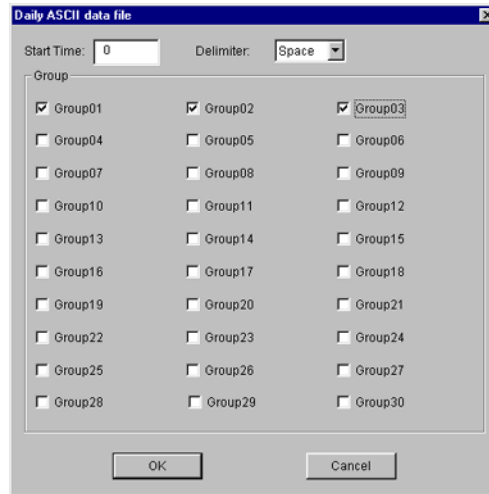 Daily ASCII data file
Start Time: 0 Delimiter: Space
Group
Group01 Group02 Group03
Group04 Group05 Group06
Group07 Group08 Group09
Group10 Group11 Group12
Group13 Group14 Group15
Group16 Group17 Group18
Group19 Group20 Group21
Group22 Group23 Group24
Group25 Group26 Group27
Group28 Group29 Group30
OK Cancel